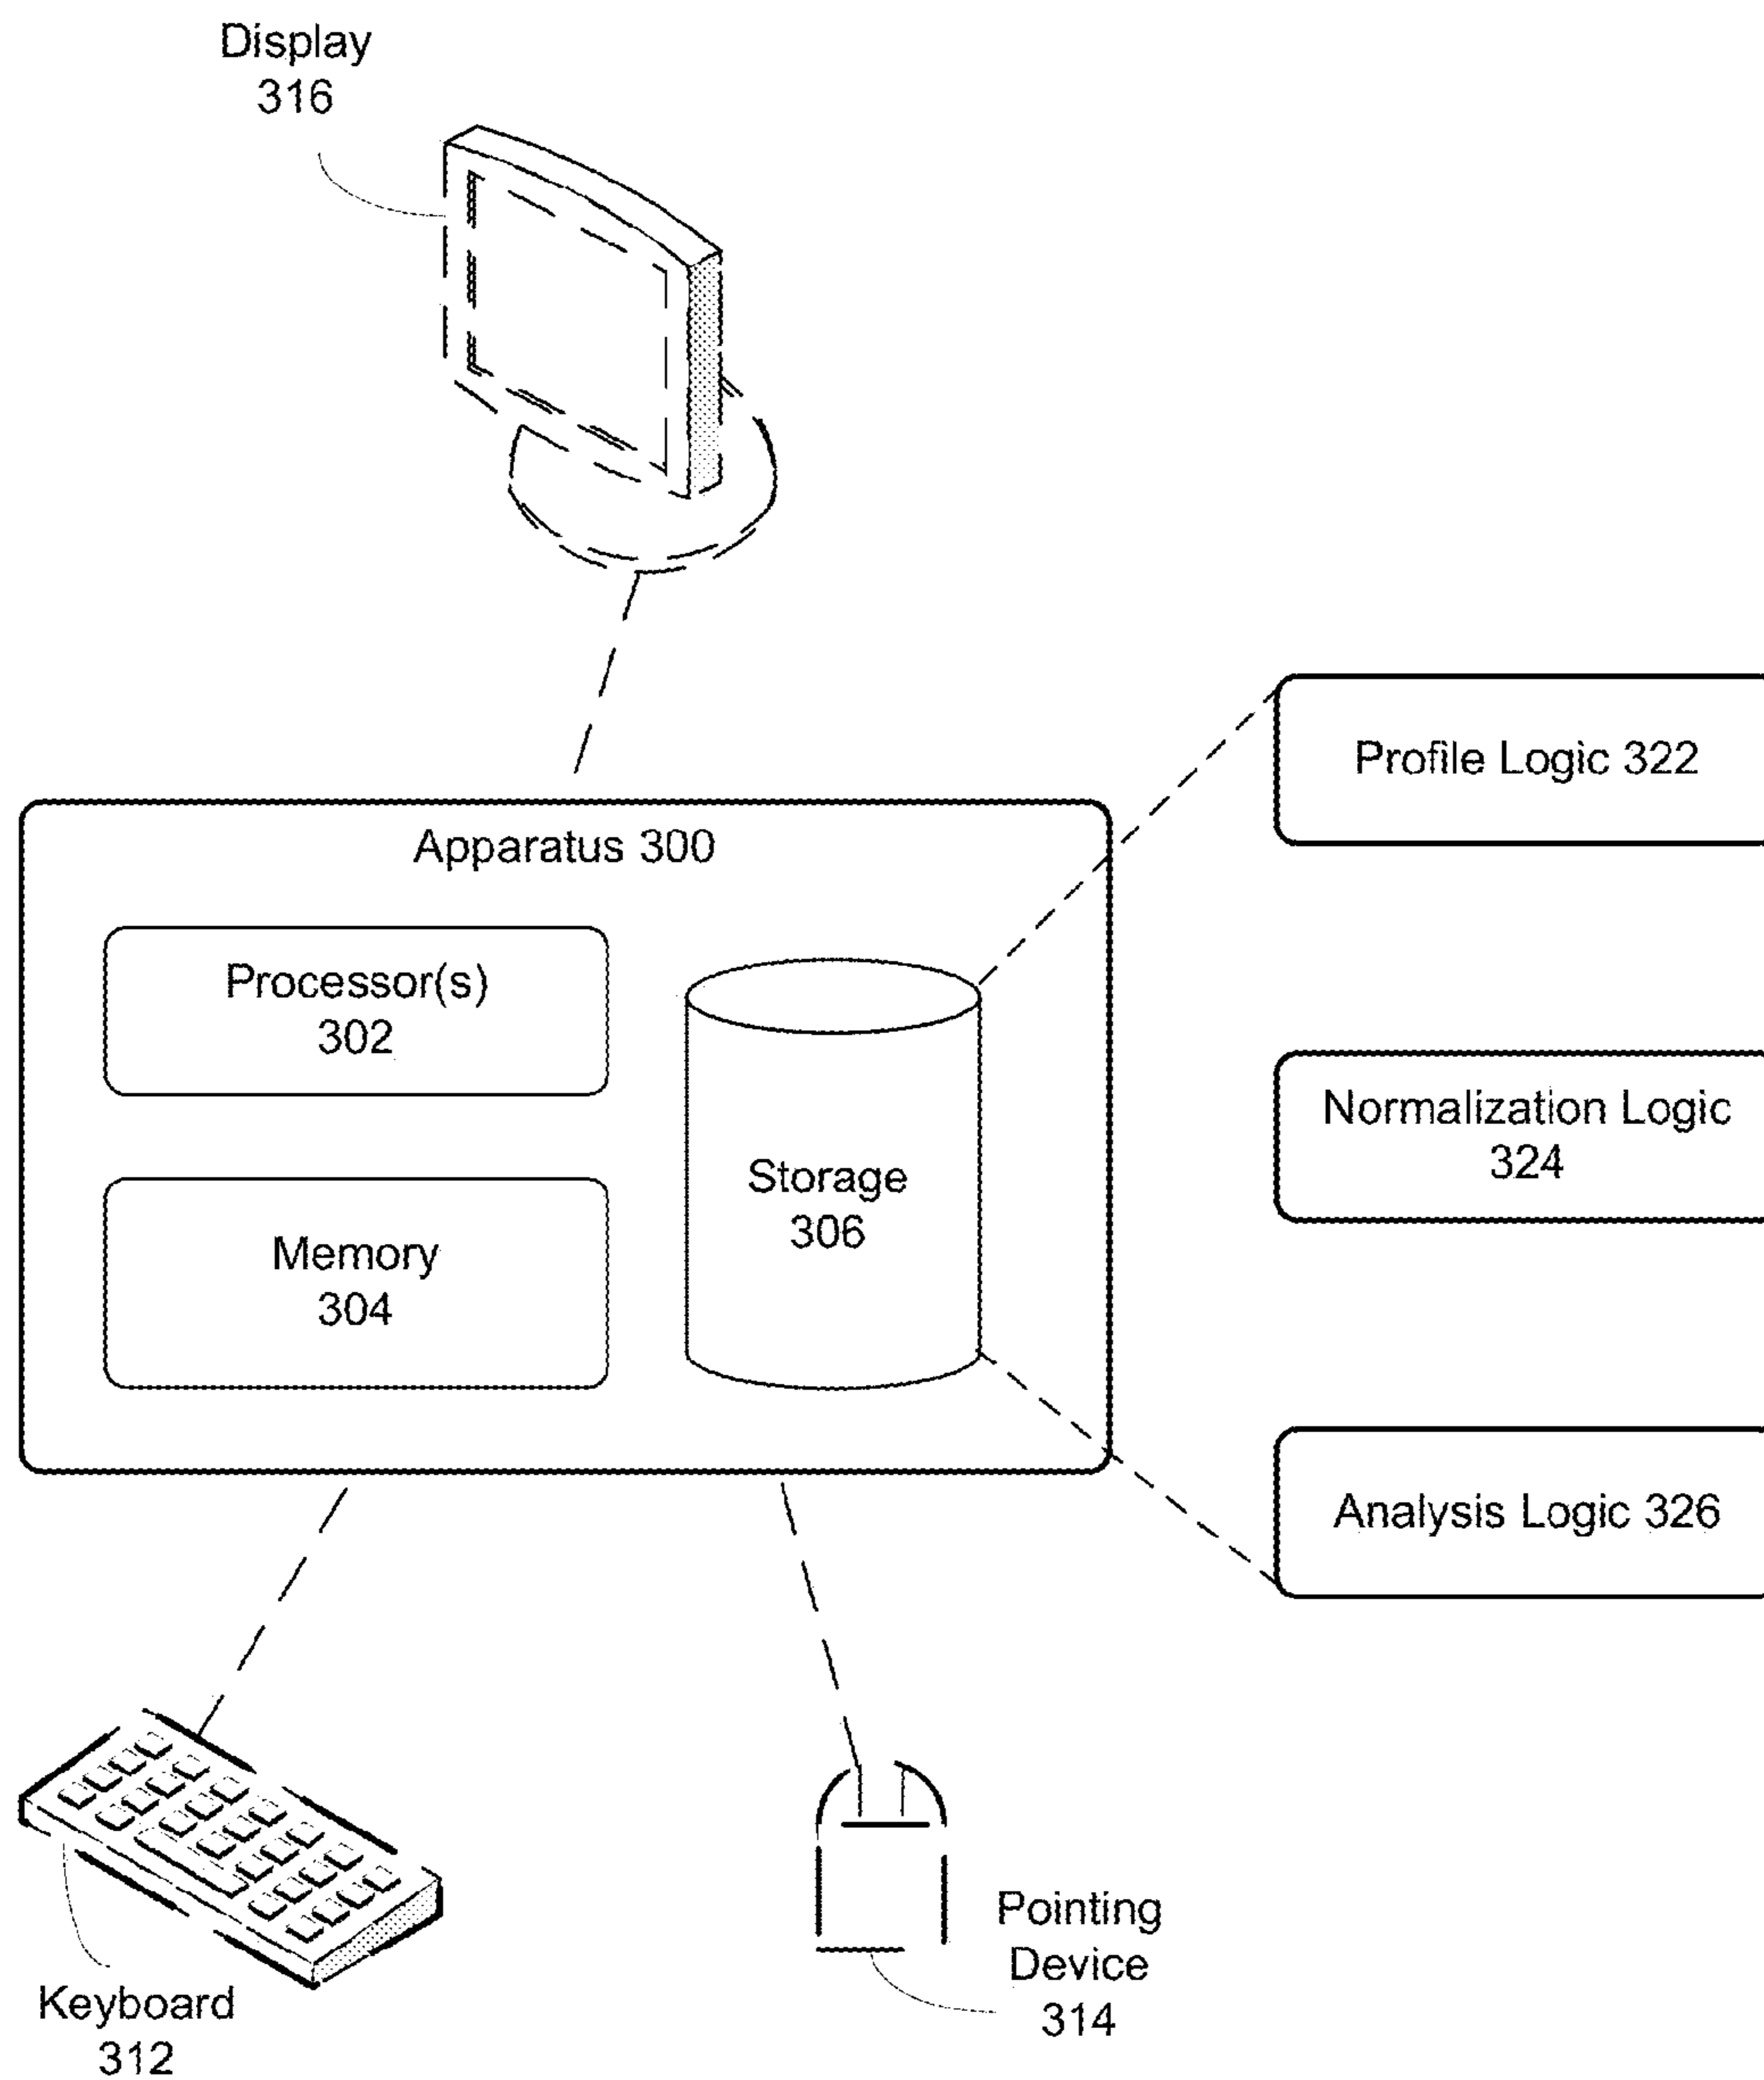 Display
316
Profile Logic 322
Apparatus 300
Processor(s)
302
Normalization Logic
324
Storage
306
Memory
304
Analysis Logic 326
Pointing
Device
314
Keyboard
312